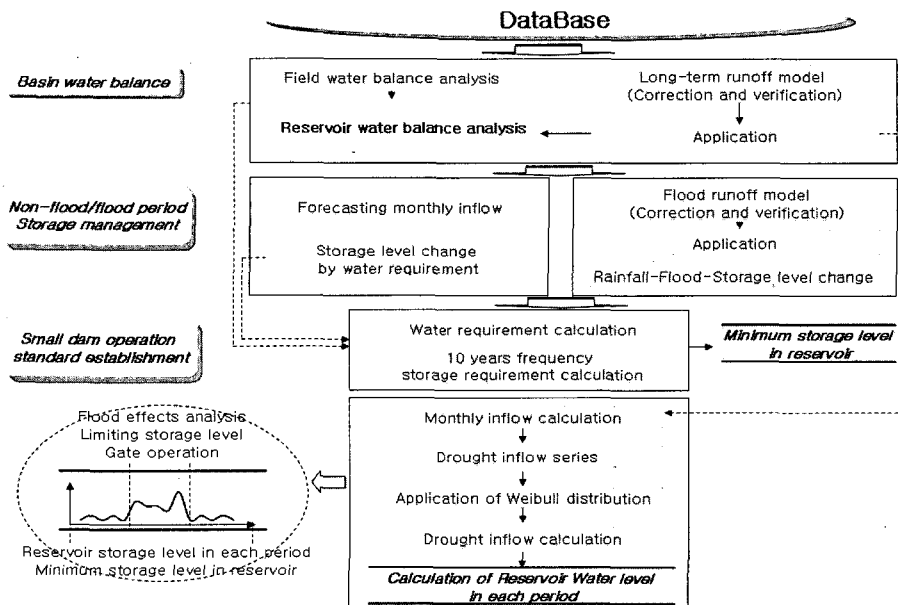 DataBase
Basin water balance
Field water balance analysis
Reservoir water balance analysis
Long-term runoff model
(Correction and verification)
Application
Non-flood/flood period
Storage management
Forecasting monthly inflow
Storage level change
by water requirement
Flood runoff model
(Correction and verification)
Application
Rainfall-Flood-Storage level change
Small dam operation
standard establishment
Water requirement calculation
10 years frequency
storage requirement calculation
Minimum storage level
in reservoir
Flood effects analysis
Limiting storage level
Gate operation
Reservoir storage level in each period
Minimum storage level in reservoir
Monthly inflow calculation
Drought inflow series
Application of Weibull distribution
Drought inflow calculation
Calculation of Reservoir Water level
in each period